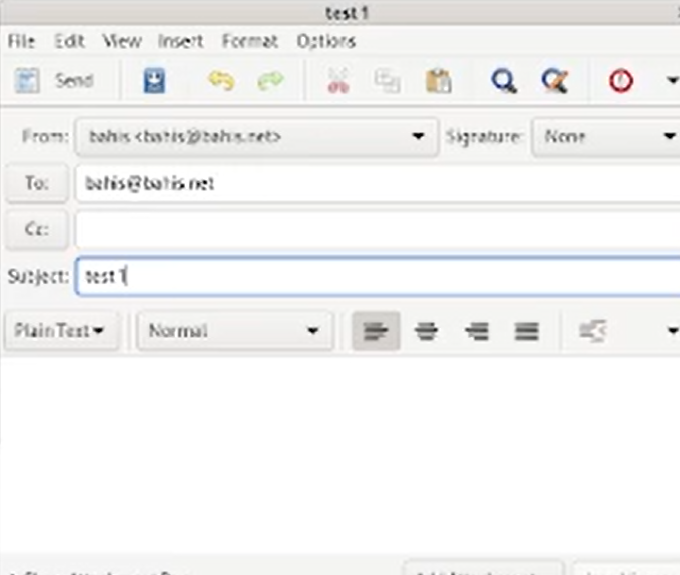 test 1
File Edit View Insert Format Options
Send
From: bahis <bahis@bahis.net> Signature: None
To: bahis@bahis.net
Cc:
Subject: test 1
Plain Text Normal